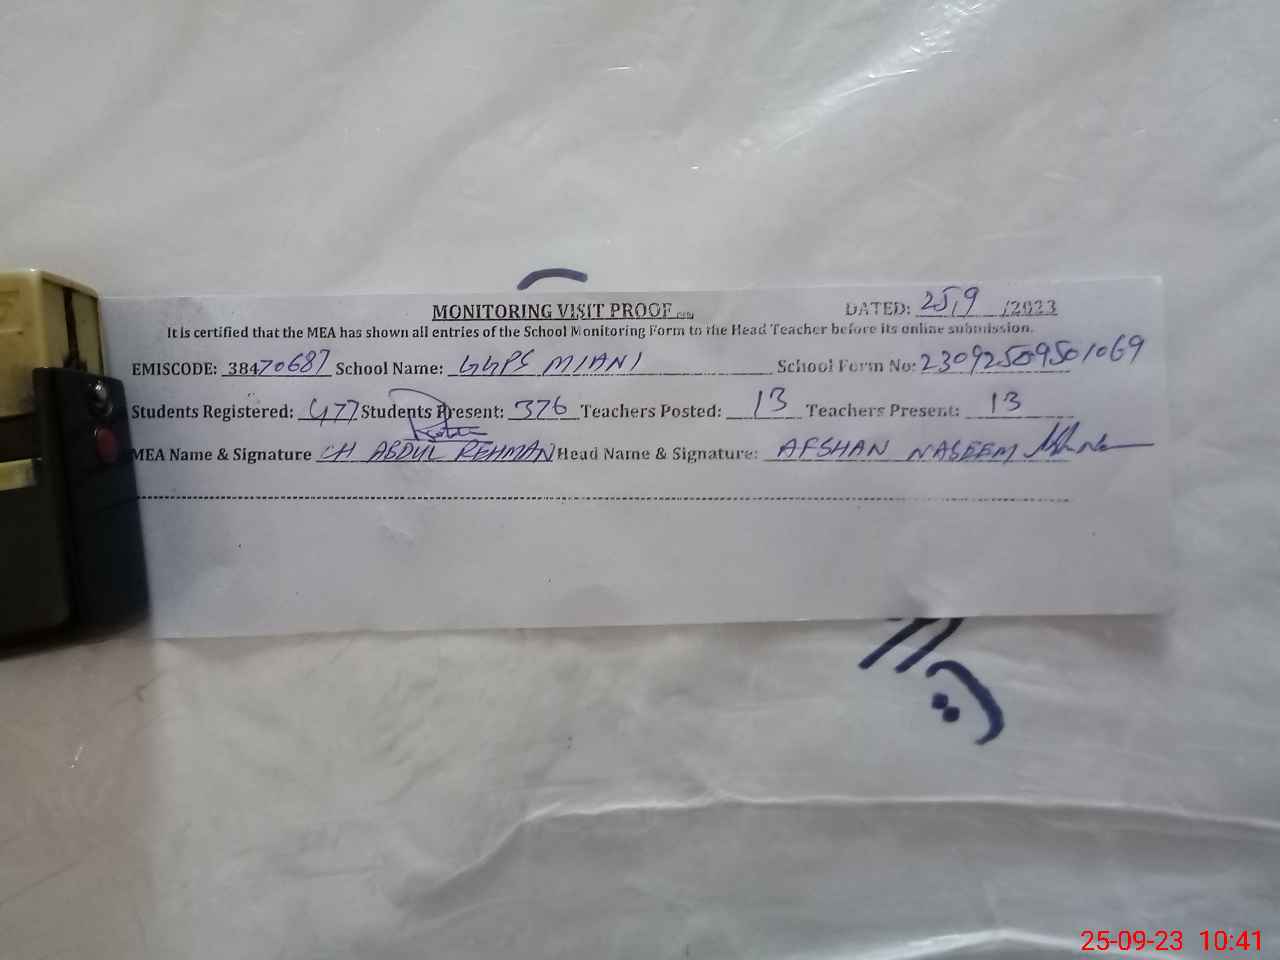 MONITORING VISIT PROOF DATED: 25/9/2023
It is certified that the MEA has shown all entries of the School Monitoring Form to the Head Teacher before its online submission.
EMISCODE: 38470687 School Name: GGPS MIANI School Form No: 23092509501069
Students Registered: 477 Students Present: 376 Teachers Posted: 13 Teachers Present: 13
MEA Name & Signature CH ABDUL REHMAN Head Name & Signature: AFSHAN NASEEM
25-09-23 10:41